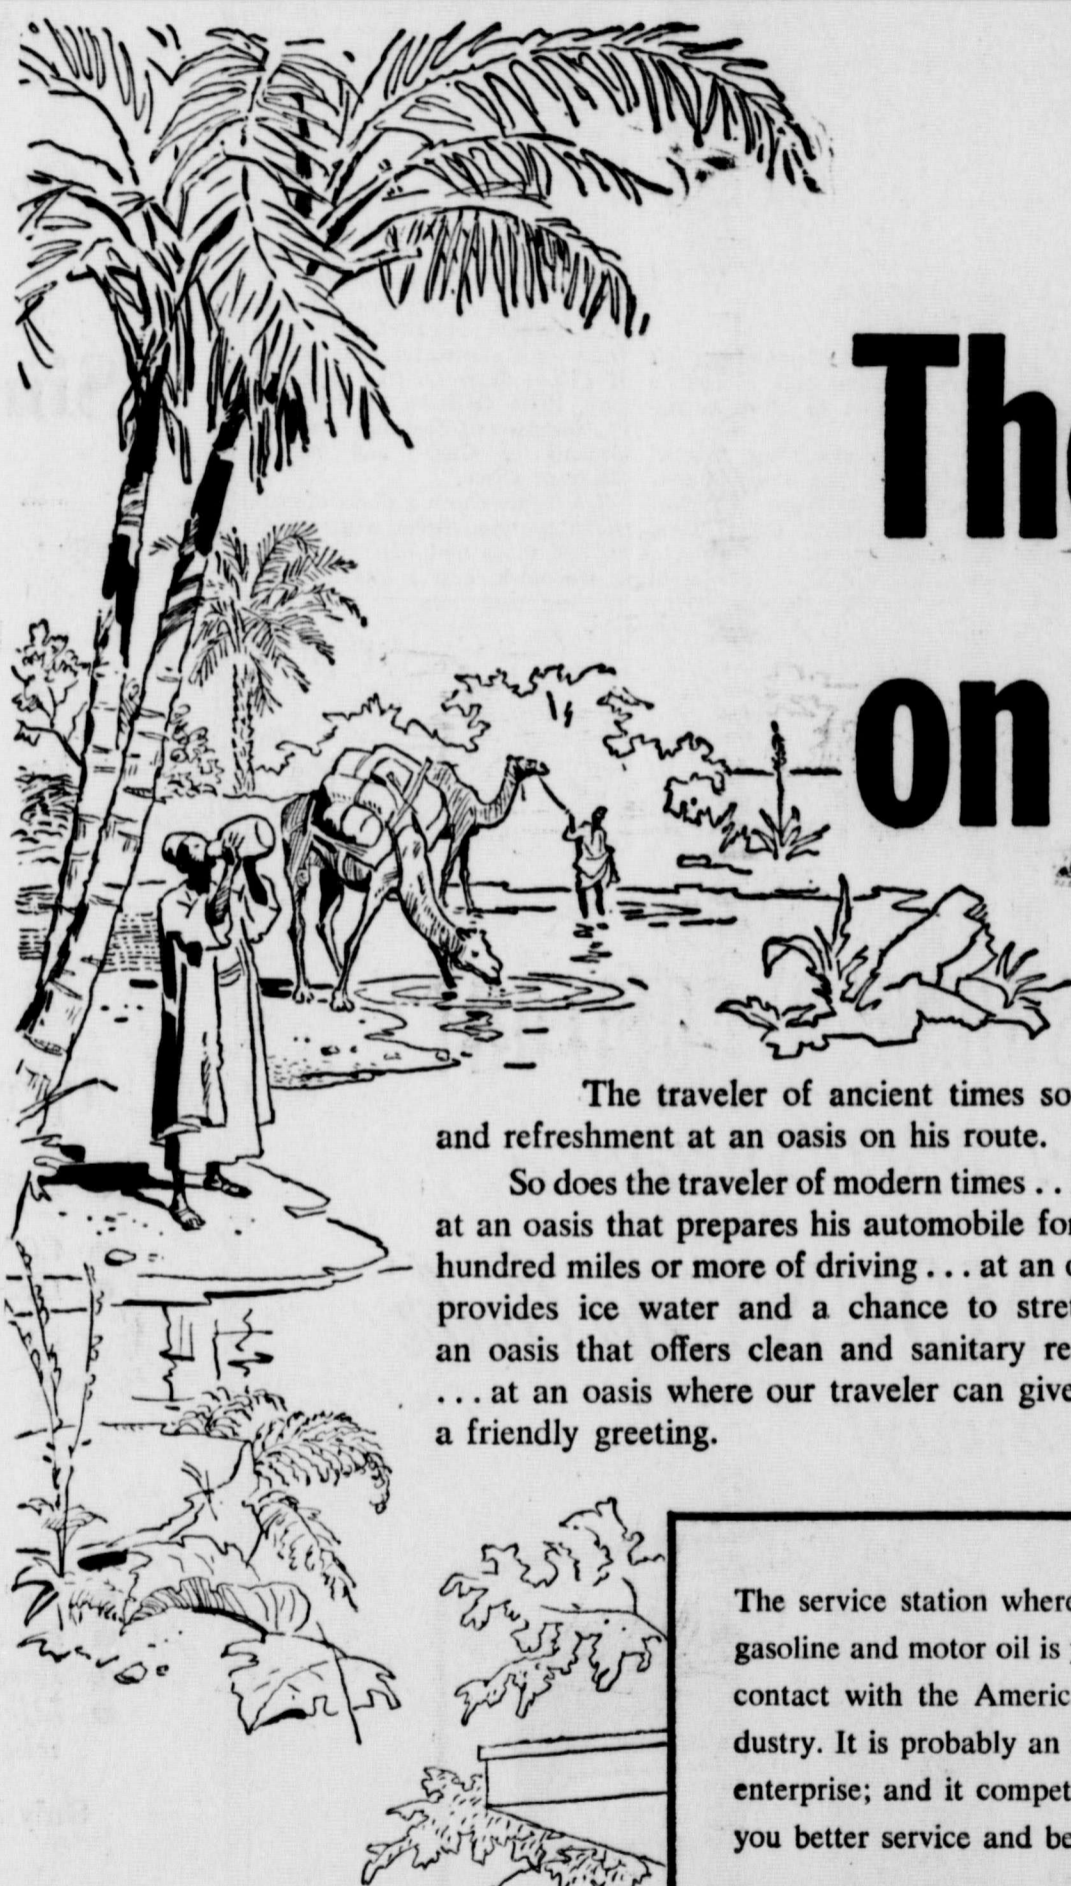 Th
on
The traveler of ancient times so
and refreshment at an oasis on his route.
So does the traveler of modern times . .
at an oasis that prepares his automobile for
hundred miles or more of driving . . . at an
provides ice water and a chance to stre
an oasis that offers clean and sanitary re
. . . at an oasis where our traveler can give
a friendly greeting.
The service station where
gasoline and motor oil is
contact with the Americ
dustry. It is probably an
enterprise; and it compet
you better service and be